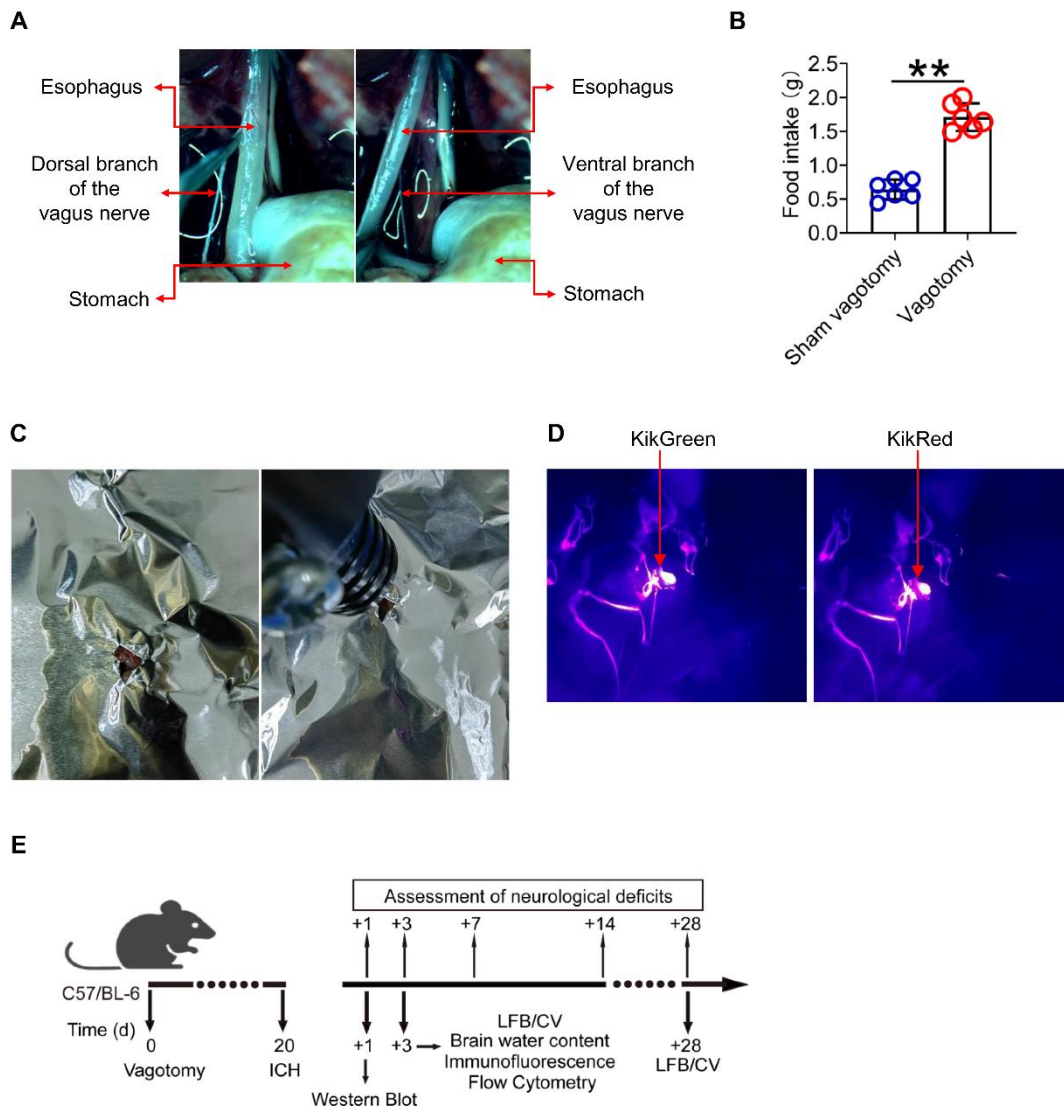 A
Esophagus
Dorsal branch
of the
vagus nerve
Stomach
Esophagus
Ventral branch
of the
vagus nerve
Stomach
B
Food intake (g)
2.5
2.0
1.5
1.0
0.5
0.0
**
Sham vagotomy
Vagotomy
C
D
KikGreen
KikRed
E
Assessment of neurological deficits
+1 +3 +7 +14 +28
C57/BL-6
Time (d)
0
Vagotomy
20
ICH
+1
Western Blot
+3
LFB/CV
Brain water content
Immunofluorescence
Flow Cytometry
+28
LFB/CV